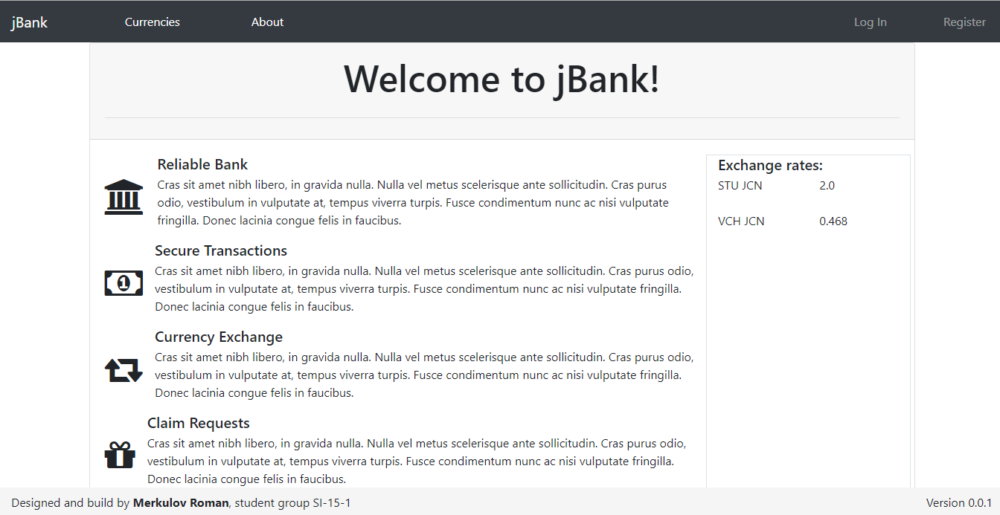 jBank Currencies About Log In Register
Welcome to jBank!
Reliable Bank
Cras sit amet nibh libero, in gravida nulla. Nulla vel metus scelerisque ante sollicitudin. Cras purus
odio, vestibulum in vulputate at, tempus viverra turpis. Fusce condimentum nunc ac nisi vulputate
fringilla. Donec lacinia congue felis in faucibus.
Secure Transactions
Cras sit amet nibh libero, in gravida nulla. Nulla vel metus scelerisque ante sollicitudin. Cras purus odio,
vestibulum in vulputate at, tempus viverra turpis. Fusce condimentum nunc ac nisi vulputate fringilla.
Donec lacinia congue felis in faucibus.
1
Currency Exchange
Cras sit amet nibh libero, in gravida nulla. Nulla vel metus scelerisque ante sollicitudin. Cras purus odio,
vestibulum in vulputate at, tempus viverra turpis. Fusce condimentum nunc ac nisi vulputate fringilla.
Donec lacinia congue felis in faucibus.
Claim Requests
Cras sit amet nibh libero, in gravida nulla. Nulla vel metus scelerisque ante sollicitudin. Cras purus odio,
vestibulum in vulputate at, tempus viverra turpis. Fusce condimentum nunc ac nisi vulputate fringilla.
Donec lacinia congue felis in faucibus.
Exchange rates:
STU JCN 2.0
VCH JCN 0.468
Designed and build by Merkulov Roman, student group SI-15-1 Version 0.0.1